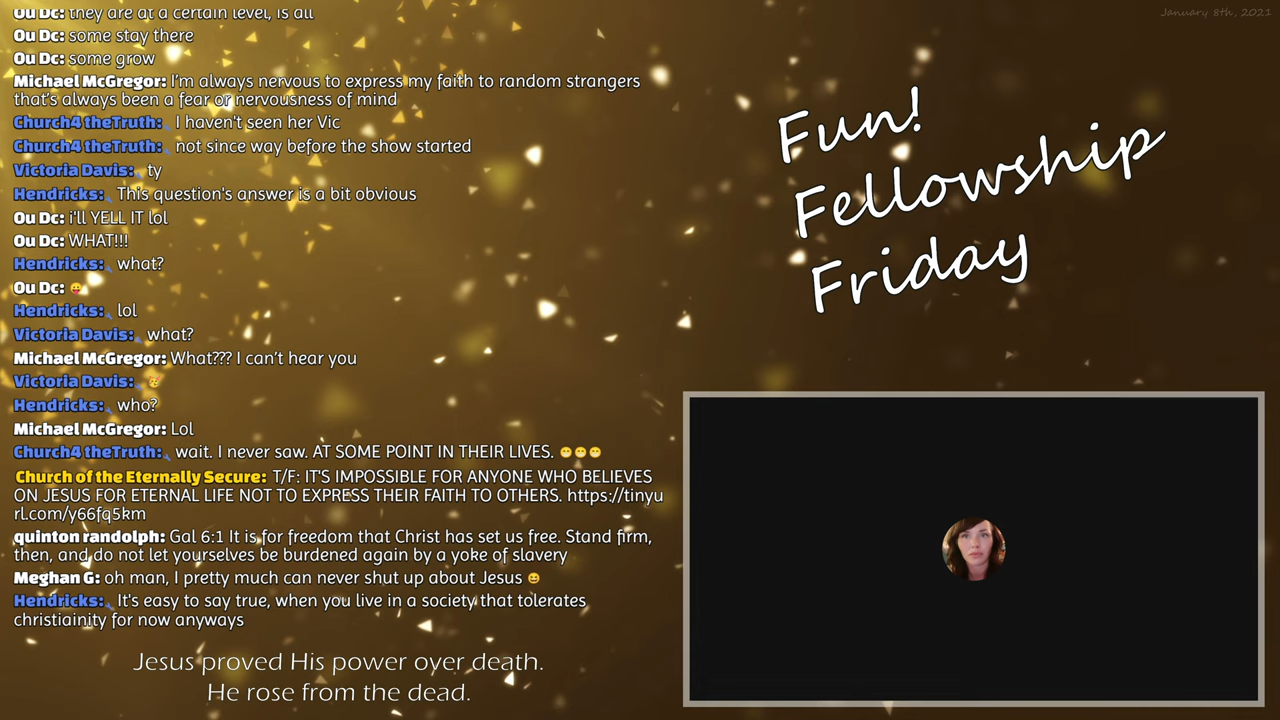 Ou Dc: they are at a certain level, is all
Ou Dc: some stay there
Ou Dc: some grow
Michael McGregor: I'm always nervous to express my faith to random strangers
that's always been a fear or nervousness of mind
Church4 theTruth: I haven't seen her Vic
Church4 theTruth: not since way before the show started
Victoria Davis: ty
Hendricks: This question's answer is a bit obvious
Ou Dc: i'll YELL IT lol
Ou Dc: WHAT!!!
Hendricks: what?
Ou Dc: 😛
Hendricks: lol
Victoria Davis: what?
Michael McGregor: What??? I can't hear you
Victoria Davis: 🥳
Hendricks: who?
Michael McGregor: Lol
Church4 theTruth: wait. I never saw. AT SOME POINT IN THEIR LIVES. 😁😁😁
Church of the Eternally Secure: T/F: IT'S IMPOSSIBLE FOR ANYONE WHO BELIEVES
ON JESUS FOR ETERNAL LIFE NOT TO EXPRESS THEIR FAITH TO OTHERS. https://tinyu
rl.com/y66fq5km
quinton randolph: Gal 6:1 It is for freedom that Christ has set us free. Stand firm,
then, and do not let yourselves be burdened again by a yoke of slavery
Meghan G: oh man, I pretty much can never shut up about Jesus 😀
Hendricks: It's easy to say true, when you live in a society that tolerates
christiainity for now anyways
Jesus proved His power over death.
He rose from the dead.
January 8th, 2021
Fun!
Fellowship
Friday